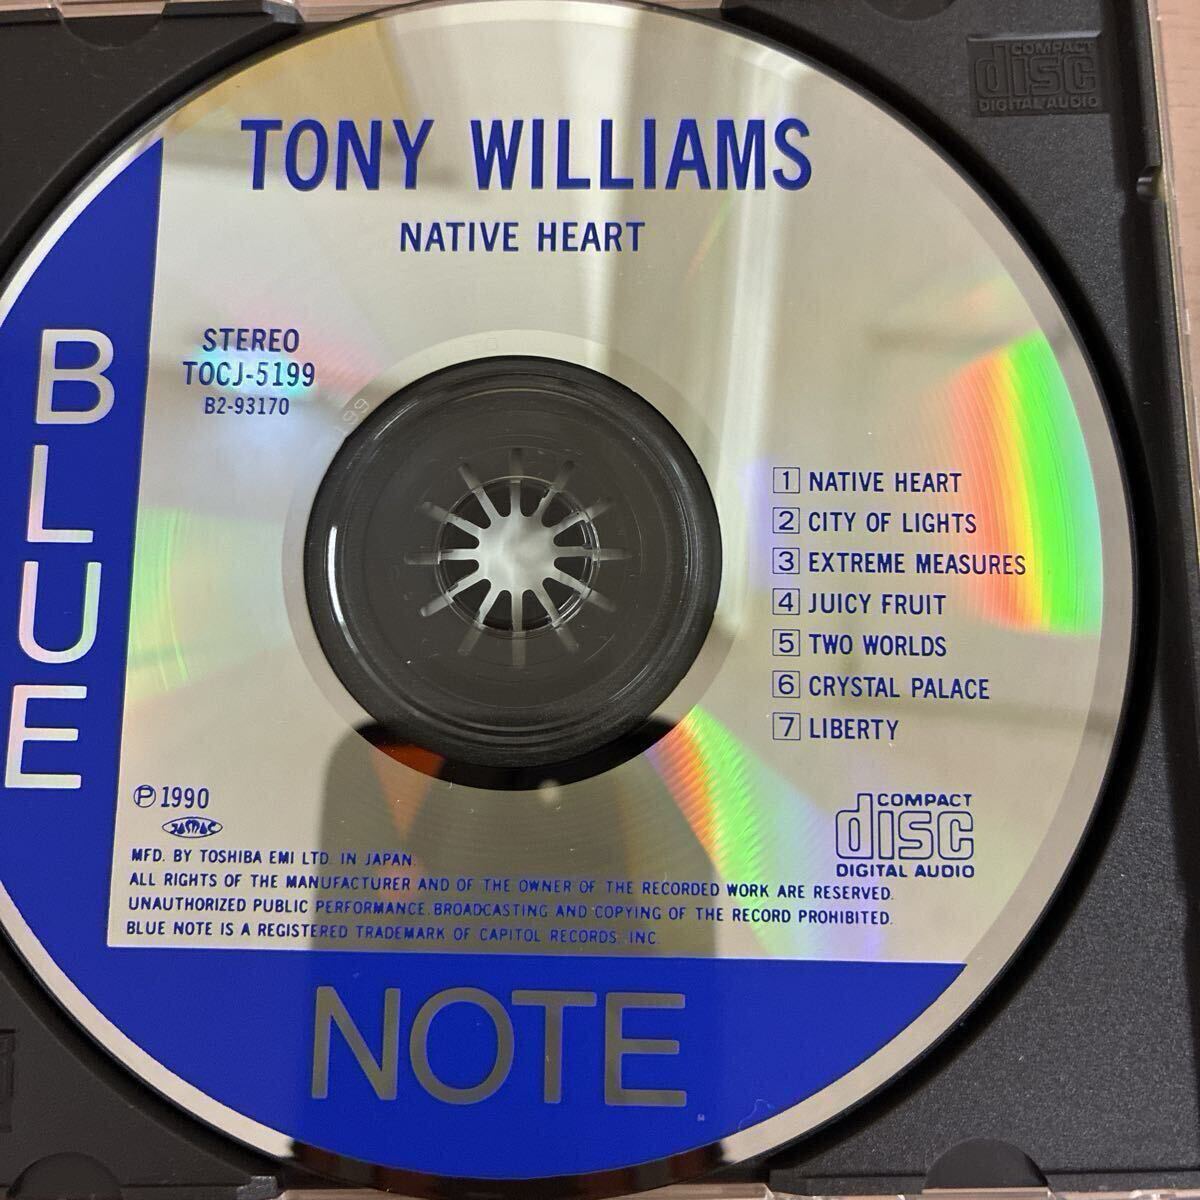 COMPACT
disc
DIGITAL AUDIO
TONY WILLIAMS
NATIVE HEART
STEREO
TOCJ-5199
B2-93170
BLUE
1 NATIVE HEART
2 CITY OF LIGHTS
3 EXTREME MEASURES
4 JUICY FRUIT
5 TWO WORLDS
6 CRYSTAL PALACE
7 LIBERTY
Ⓟ1990
JASRAC
COMPACT
disc
DIGITAL AUDIO
MFD. BY TOSHIBA EMI LTD. IN JAPAN.
ALL RIGHTS OF THE MANUFACTURER AND OF THE OWNER OF THE RECORDED WORK ARE RESERVED.
UNAUTHORIZED PUBLIC PERFORMANCE, BROADCASTING AND COPYING OF THE RECORD PROHIBITED.
BLUE NOTE IS A REGISTERED TRADEMARK OF CAPITOL RECORDS, INC.
NOTE